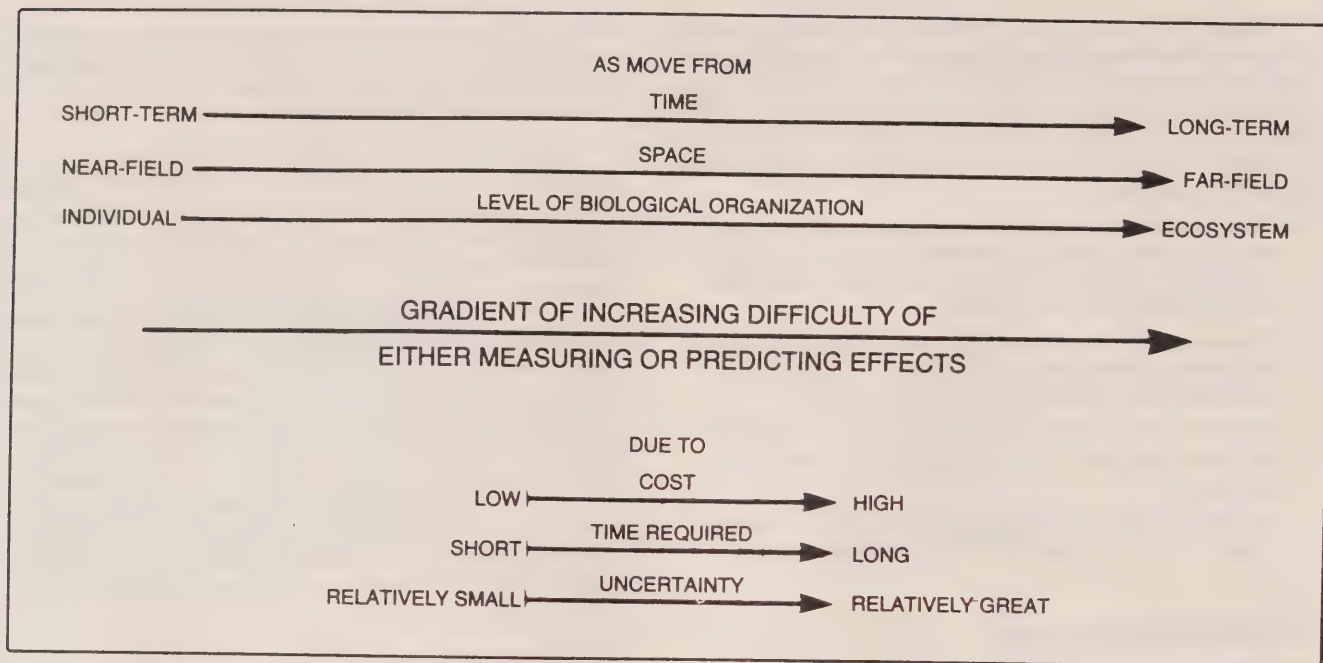 AS MOVE FROM
SHORT-TERM TIME LONG-TERM
NEAR-FIELD SPACE FAR-FIELD
INDIVIDUAL LEVEL OF BIOLOGICAL ORGANIZATION ECOSYSTEM
GRADIENT OF INCREASING DIFFICULTY OF
EITHER MEASURING OR PREDICTING EFFECTS
DUE TO
LOW COST HIGH
SHORT TIME REQUIRED LONG
RELATIVELY SMALL UNCERTAINTY RELATIVELY GREAT